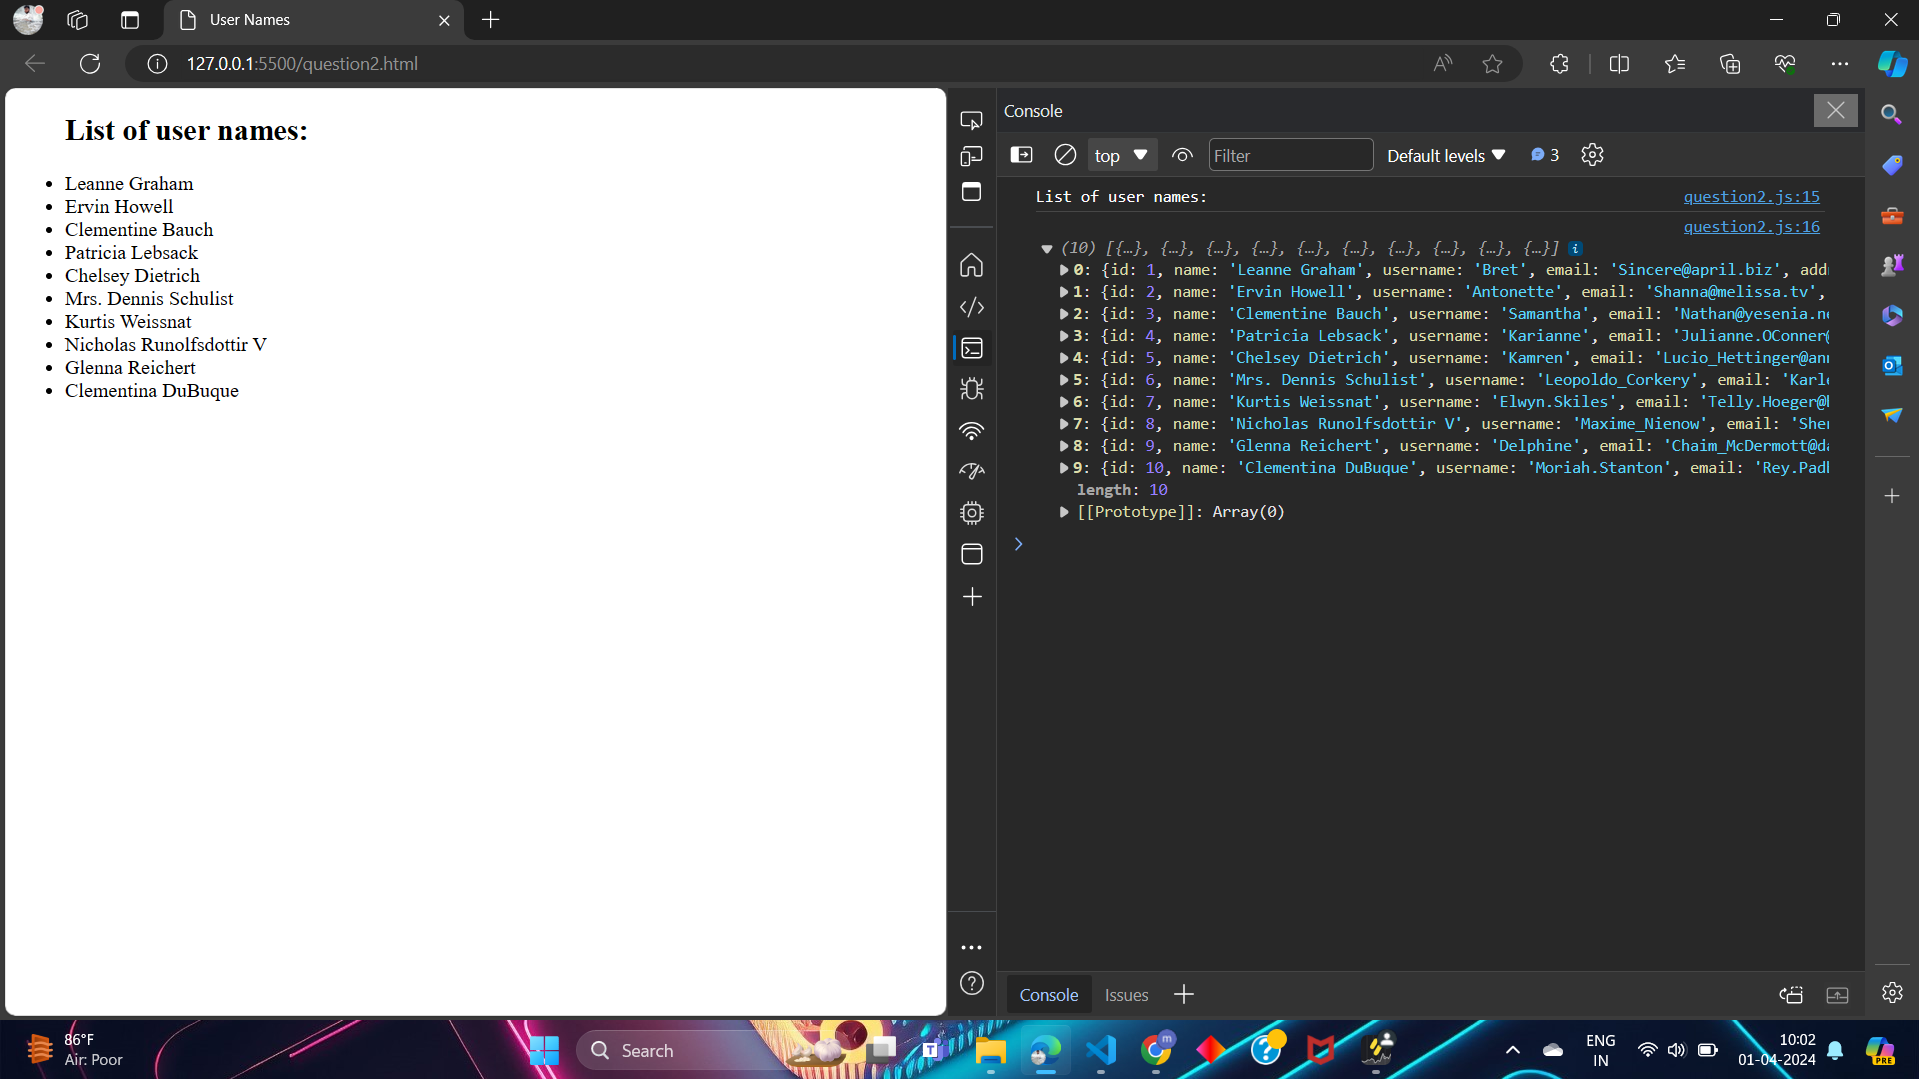 User Names
127.0.0.1:5500/question2.html
List of user names:
Leanne Graham
Ervin Howell
Clementine Bauch
Patricia Lebsack
Chelsey Dietrich
Mrs. Dennis Schulist
Kurtis Weissnat
Nicholas Runolfsdottir V
Glenna Reichert
Clementina DuBuque
Console
top
Filter
Default levels
3
List of user names: question2.js:15
question2.js:16
(10) [{…}, {…}, {…}, {…}, {…}, {…}, {…}, {…}, {…}, {…}]
0: {id: 1, name: 'Leanne Graham', username: 'Bret', email: 'Sincere@april.biz', add
1: {id: 2, name: 'Ervin Howell', username: 'Antonette', email: 'Shanna@melissa.tv',
2: {id: 3, name: 'Clementine Bauch', username: 'Samantha', email: 'Nathan@yesenia.n
3: {id: 4, name: 'Patricia Lebsack', username: 'Karianne', email: 'Julianne.OConner@
4: {id: 5, name: 'Chelsey Dietrich', username: 'Kamren', email: 'Lucio_Hettinger@an
5: {id: 6, name: 'Mrs. Dennis Schulist', username: 'Leopoldo_Corkery', email: 'Karl
6: {id: 7, name: 'Kurtis Weissnat', username: 'Elwyn.Skiles', email: 'Telly.Hoeger@
7: {id: 8, name: 'Nicholas Runolfsdottir V', username: 'Maxime_Nienow', email: 'She
8: {id: 9, name: 'Glenna Reichert', username: 'Delphine', email: 'Chaim_McDermott@d
9: {id: 10, name: 'Clementina DuBuque', username: 'Moriah.Stanton', email: 'Rey.Pad
length: 10
[[Prototype]]: Array(0)
Console
Issues
86°F
Air: Poor
Search
ENG
IN
10:02
01-04-2024
PRE